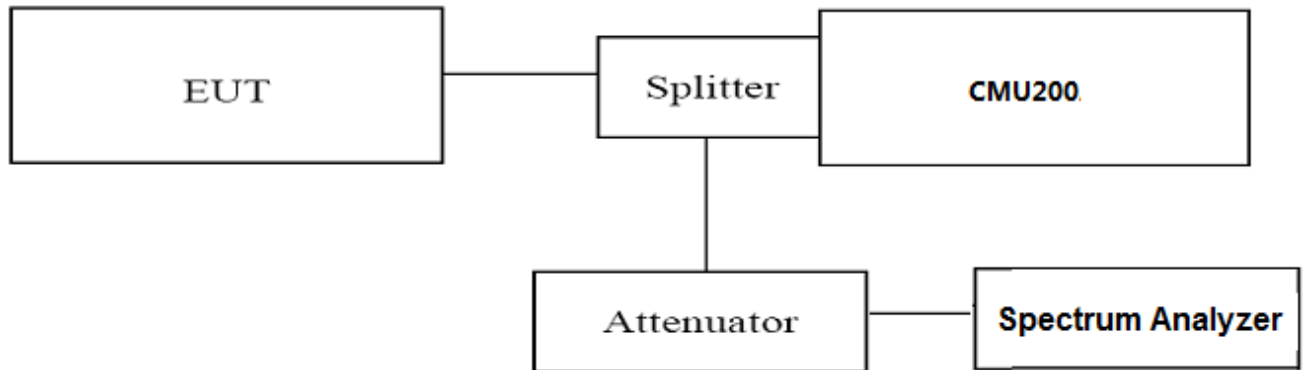 EUT
Splitter
CMU200
Attenuator
Spectrum Analyzer